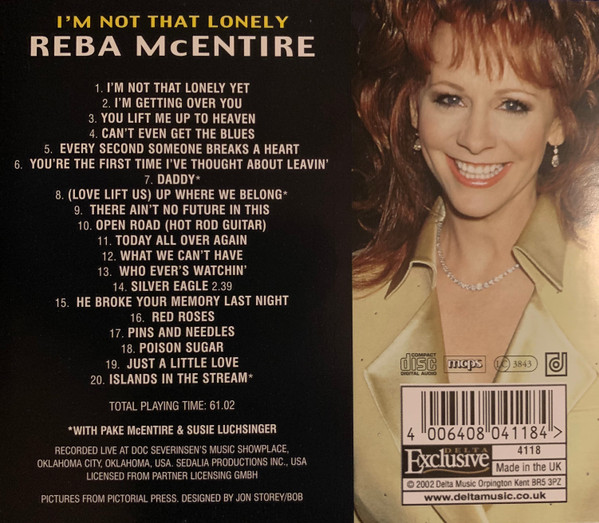 I'M NOT THAT LONELY
REBA McENTIRE
1. I'M NOT THAT LONELY YET
2. I'M GETTING OVER YOU
3. YOU LIFT ME UP TO HEAVEN
4. CAN'T EVEN GET THE BLUES
5. EVERY SECOND SOMEONE BREAKS A HEART
6. YOU'RE THE FIRST TIME I'VE THOUGHT ABOUT LEAVIN'
7. DADDY*
8. (LOVE LIFT US) UP WHERE WE BELONG*
9. THERE AIN'T NO FUTURE IN THIS
10. OPEN ROAD (HOT ROD GUITAR)
11. TODAY ALL OVER AGAIN
12. WHAT WE CAN'T HAVE
13. WHO EVER'S WATCHIN'
14. SILVER EAGLE 2.39
15. HE BROKE YOUR MEMORY LAST NIGHT
16. RED ROSES
17. PINS AND NEEDLES
18. POISON SUGAR
19. JUST A LITTLE LOVE
20. ISLANDS IN THE STREAM*
TOTAL PLAYING TIME: 61.02
*WITH PAKE McENTIRE & SUSIE LUCHSINGER
RECORDED LIVE AT DOC SEVERINSEN'S MUSIC SHOWPLACE,
OKLAHOMA CITY, OKLAHOMA, USA. SEDALIA PRODUCTIONS INC., USA
LICENSED FROM PARTNER LICENSING GMBH
PICTURES FROM PICTORIAL PRESS. DESIGNED BY JON STOREY/BOB
COMPACT
disc
DIGITAL AUDIO
mcps
LC 3843
d
4 006408 041184 >
DELTA
Exclusive
4118
Made in the UK
© 2002 Delta Music Orpington Kent BR5 3PZ
www.deltamusic.co.uk